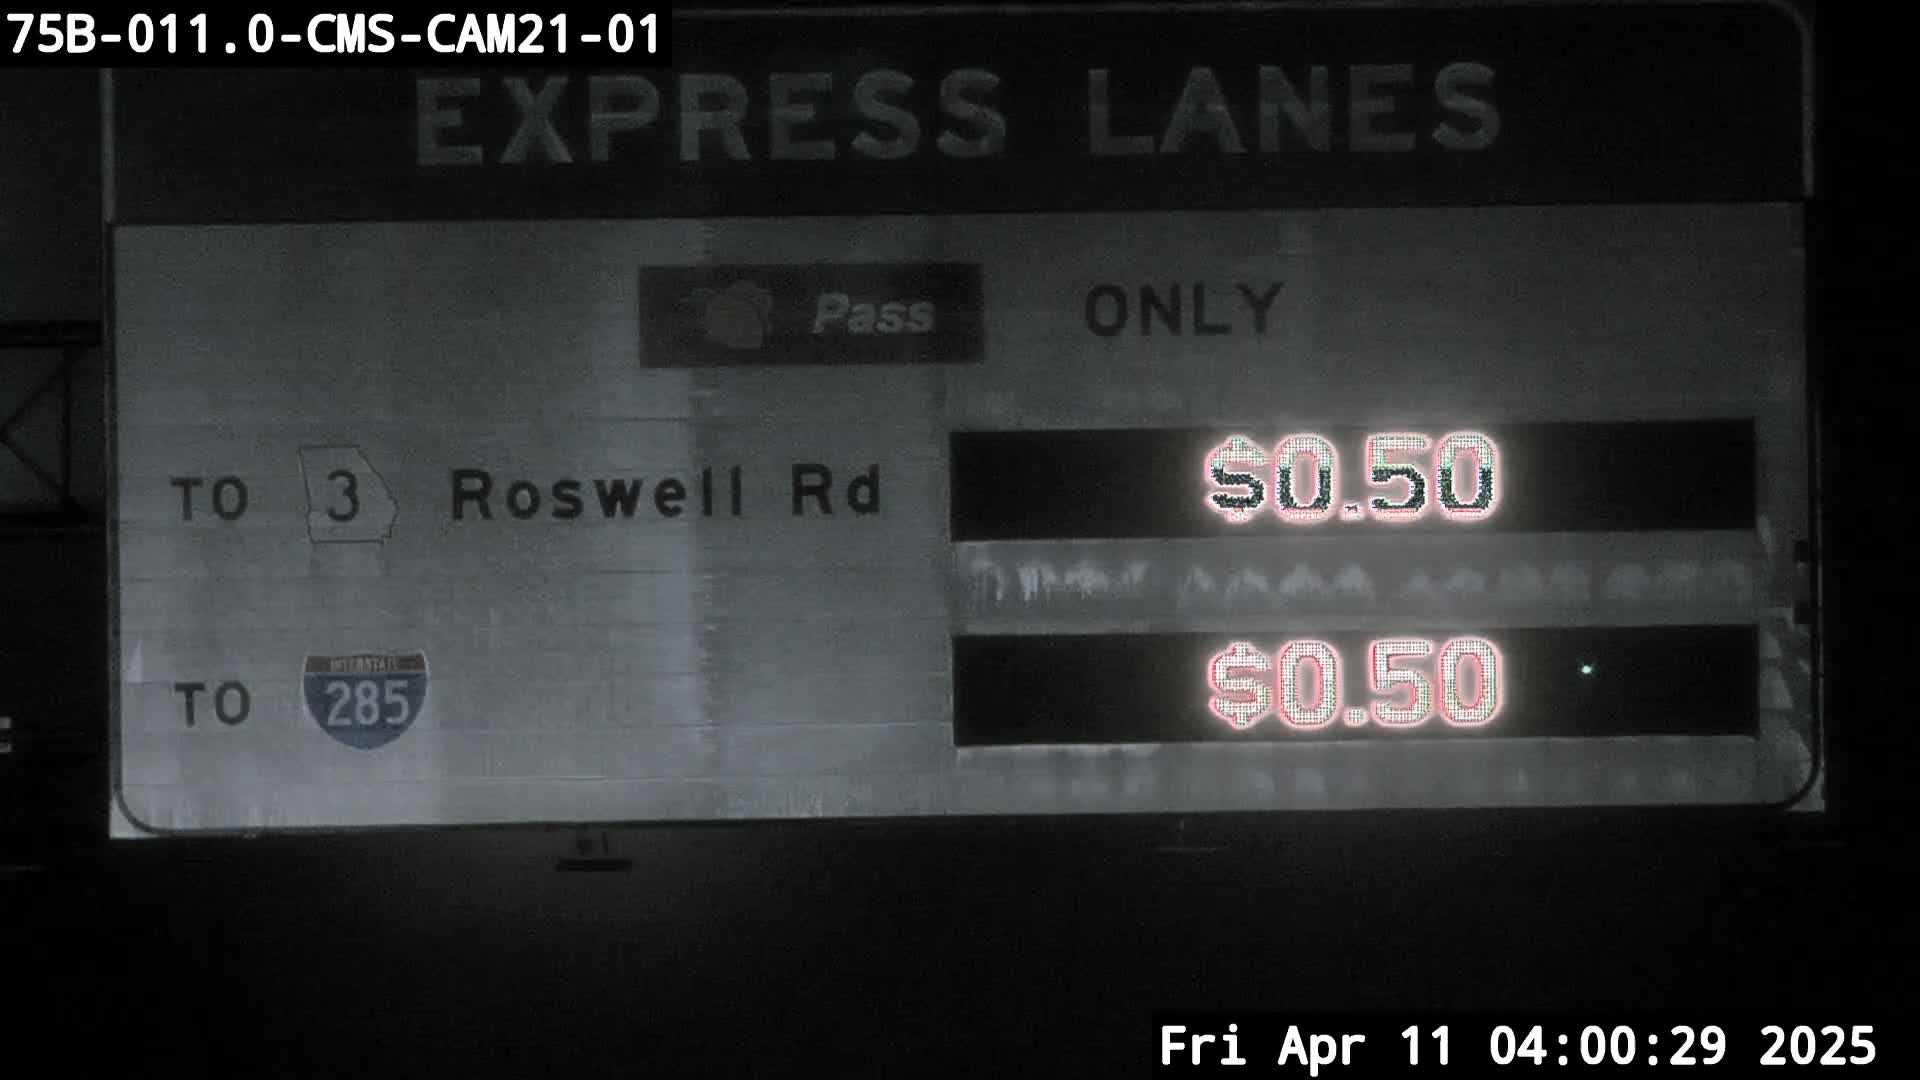 75B-011.0-CMS-CAM21-01
EXPRESS LANES
Pass ONLY
TO 3 Roswell Rd $0.50
TO INTERSTATE 285 $0.50
Fri Apr 11 04:00:29 2025